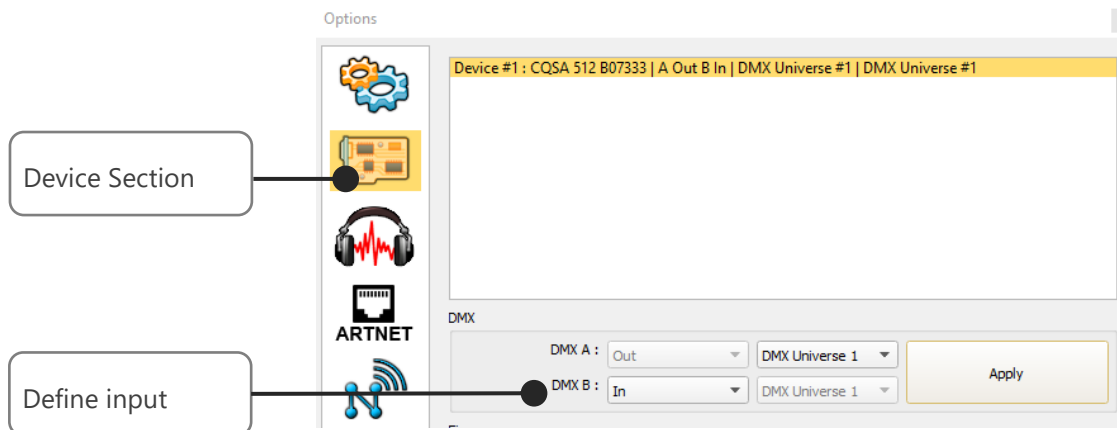 Options
Device #1 : CQSA 512 B07333 | A Out B In | DMX Universe #1 | DMX Universe #1
Device Section
ARTNET
DMX
DMX A : Out DMX Universe 1
Apply
DMX B : In DMX Universe 1
Define input